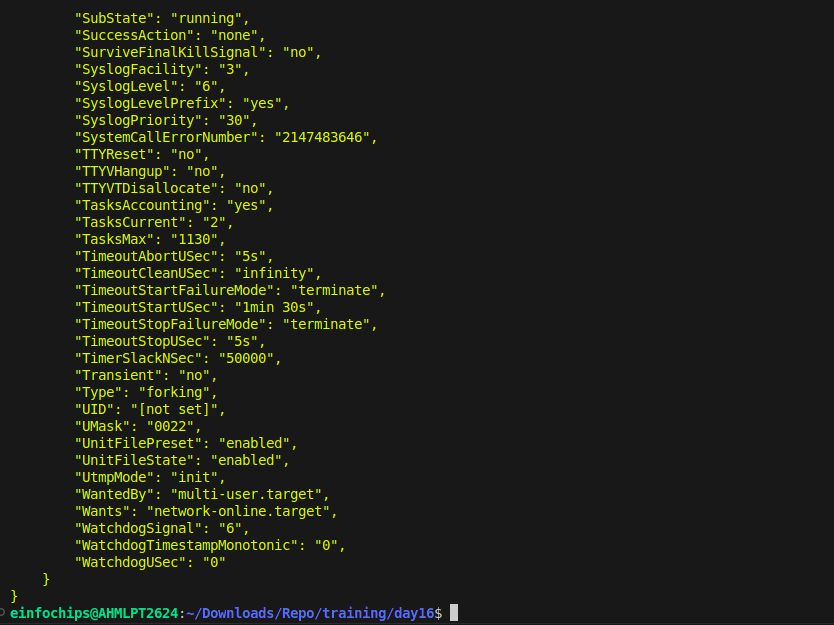 "SubState": "running",
"SuccessAction": "none",
"SurviveFinalKillSignal": "no",
"SyslogFacility": "3",
"SyslogLevel": "6",
"SyslogLevelPrefix": "yes",
"SyslogPriority": "30",
"SystemCallErrorNumber": "2147483646",
"TTYReset": "no",
"TTYVHangup": "no",
"TTYVTDisallocate": "no",
"TasksAccounting": "yes",
"TasksCurrent": "2",
"TasksMax": "1130",
"TimeoutAbortUSec": "5s",
"TimeoutCleanUSec": "infinity",
"TimeoutStartFailureMode": "terminate",
"TimeoutStartUSec": "1min 30s",
"TimeoutStopFailureMode": "terminate",
"TimeoutStopUSec": "5s",
"TimerSlackNSec": "50000",
"Transient": "no",
"Type": "forking",
"UID": "[not set]",
"UMask": "0022",
"UnitFilePreset": "enabled",
"UnitFileState": "enabled",
"UtmpMode": "init",
"WantedBy": "multi-user.target",
"Wants": "network-online.target",
"WatchdogSignal": "6",
"WatchdogTimestampMonotonic": "0",
"WatchdogUSec": "0"
}
}
einfochips@AHMLPT2624:~/Downloads/Repo/training/day16$